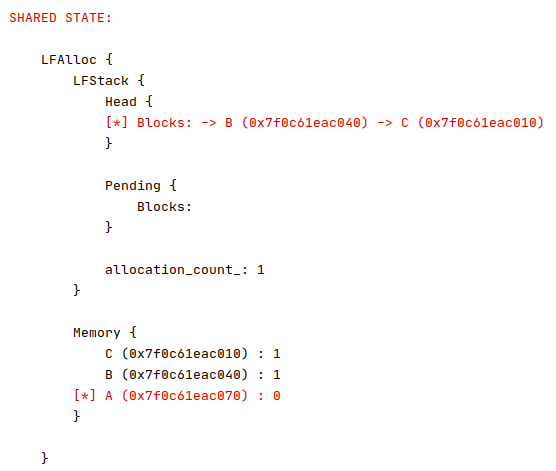 SHARED STATE:
LFAlloc {
LFStack {
Head {
[*] Blocks: -> B (0x7f0c61eac040) -> C (0x7f0c61eac010)
}
Pending {
Blocks:
}
allocation_count_: 1
}
Memory {
C (0x7f0c61eac010) : 1
B (0x7f0c61eac040) : 1
[*] A (0x7f0c61eac070) : 0
}
}